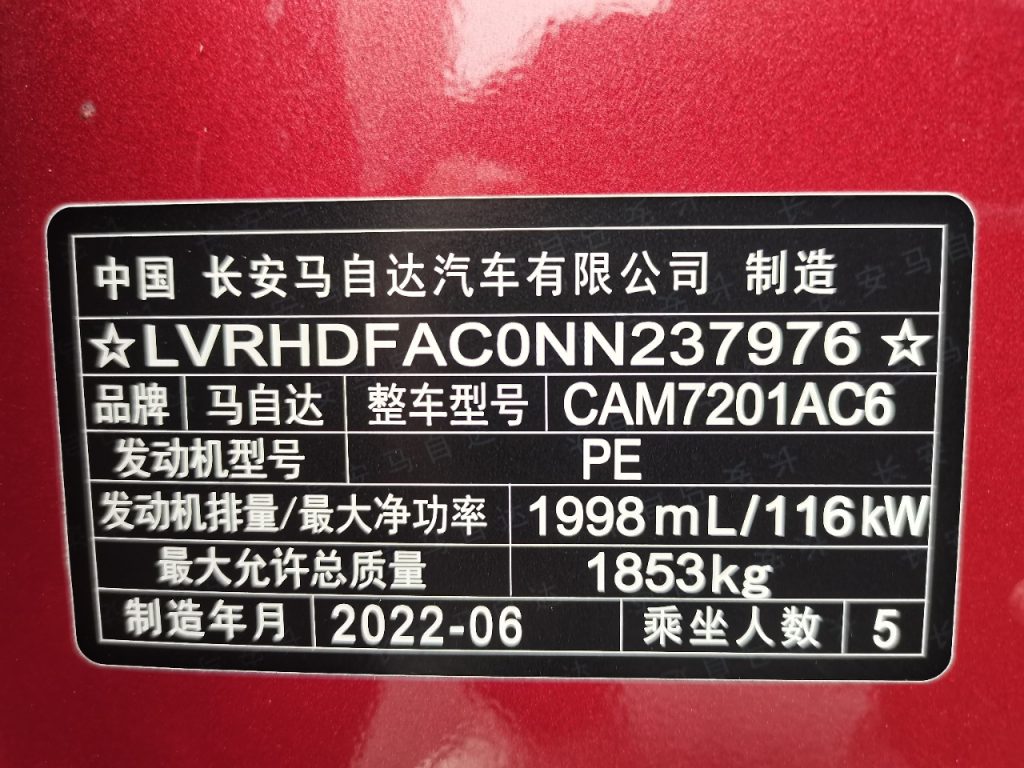 中国 长安马自达汽车有限公司 制造
☆LVRHDFAC0NN237976☆
品牌 马自达 整车型号 CAM7201AC6
发动机型号 PE
发动机排量/最大净功率 1998mL/116kW
最大允许总质量 1853kg
制造年月 2022-06 乘坐人数 5